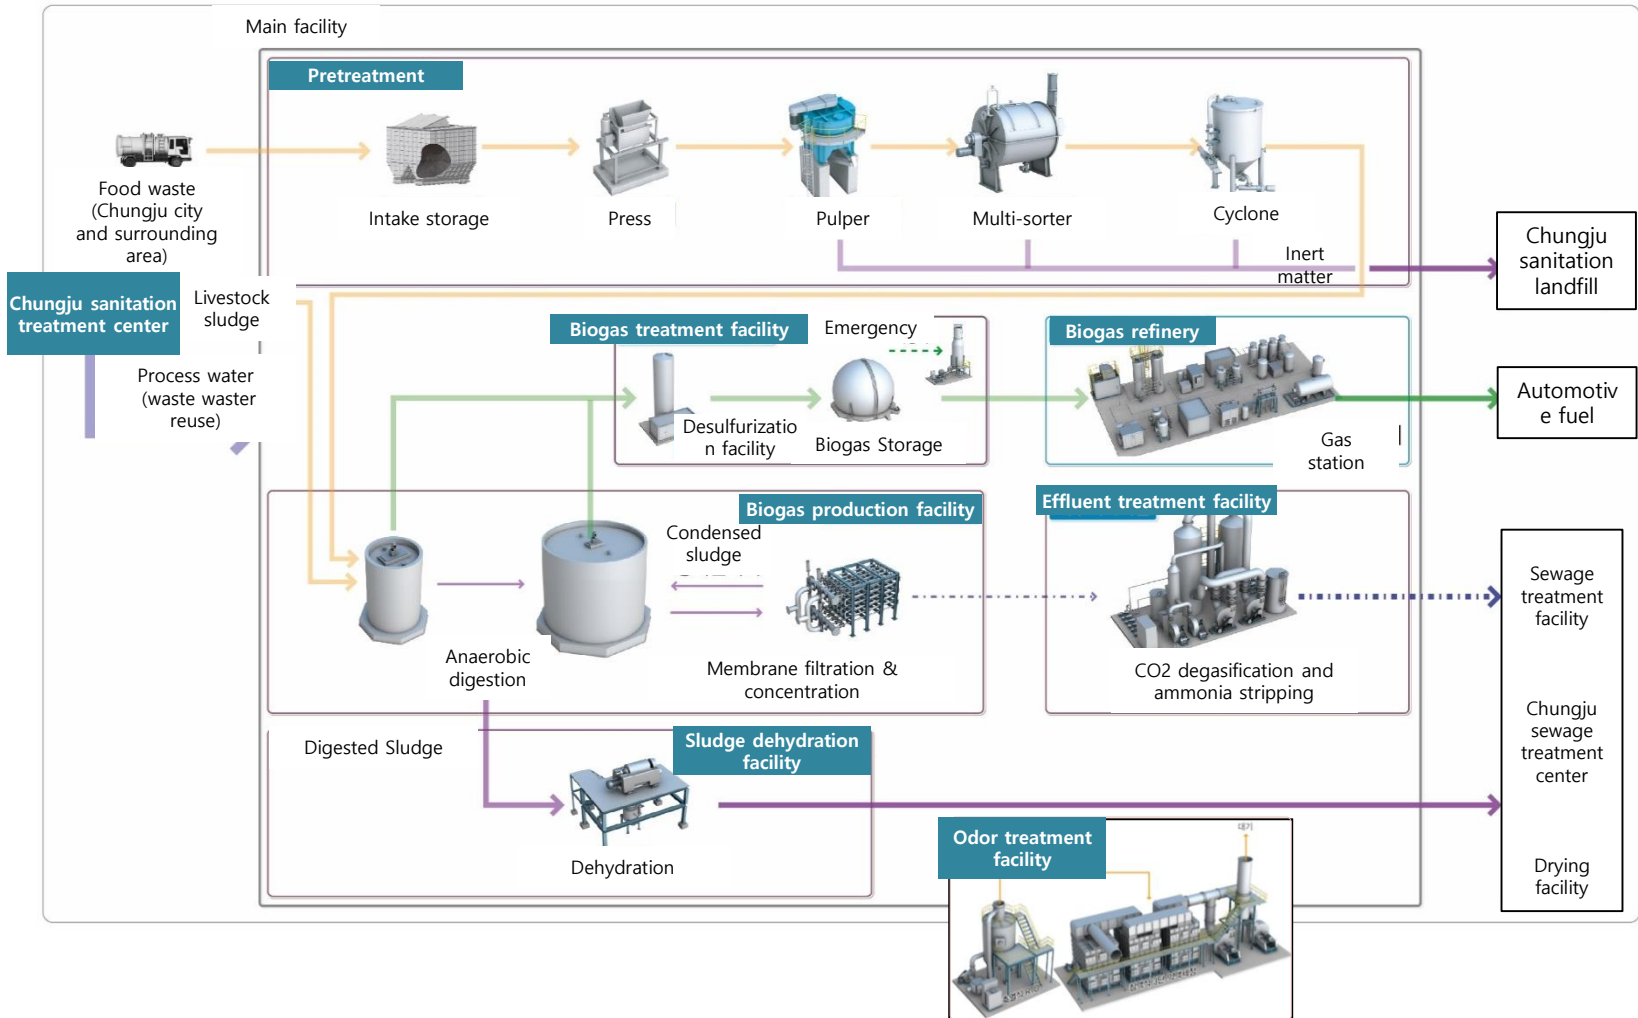 Main facility
Pretreatment
Food waste
(Chungju city
and surrounding
area)
Intake storage
Press
Pulper
Multi-sorter
Cyclone
Inert
matter
Chungju
sanitation
landfill
Chungju sanitation
treatment center
Livestock
sludge
Process water
(waste waster
reuse)
Biogas treatment facility
Emergency
Desulfurizatio
n facility
Biogas Storage
Biogas refinery
Gas
station
Automotiv
e fuel
Biogas production facility
Condensed
sludge
Anaerobic
digestion
Membrane filtration &
concentration
Effluent treatment facility
CO2 degasification and
ammonia stripping
Sewage
treatment
facility
Chungju
sewage
treatment
center
Drying
facility
Digested Sludge
Sludge dehydration
facility
Dehydration
Odor treatment
facility
대기